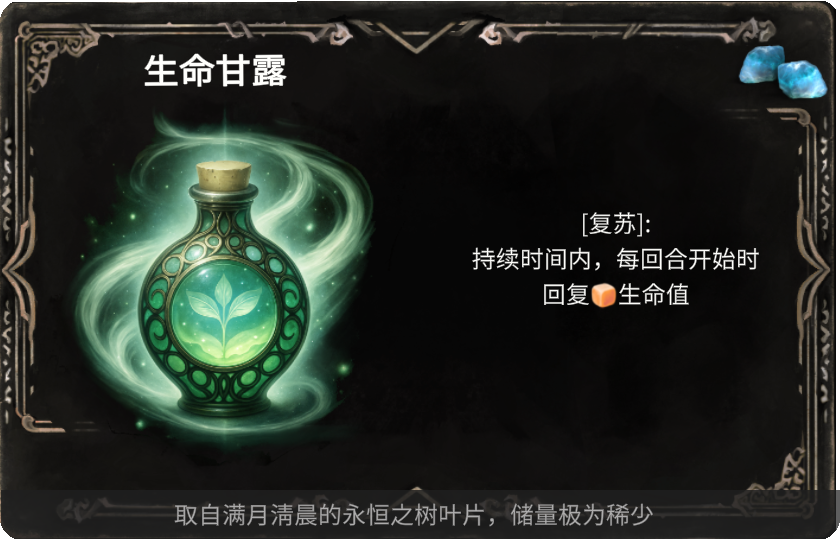 生命甘露
[复苏]:
持续时间内，每回合开始时
回复生命值
取自满月清晨的永恒之树叶片，储量极为稀少